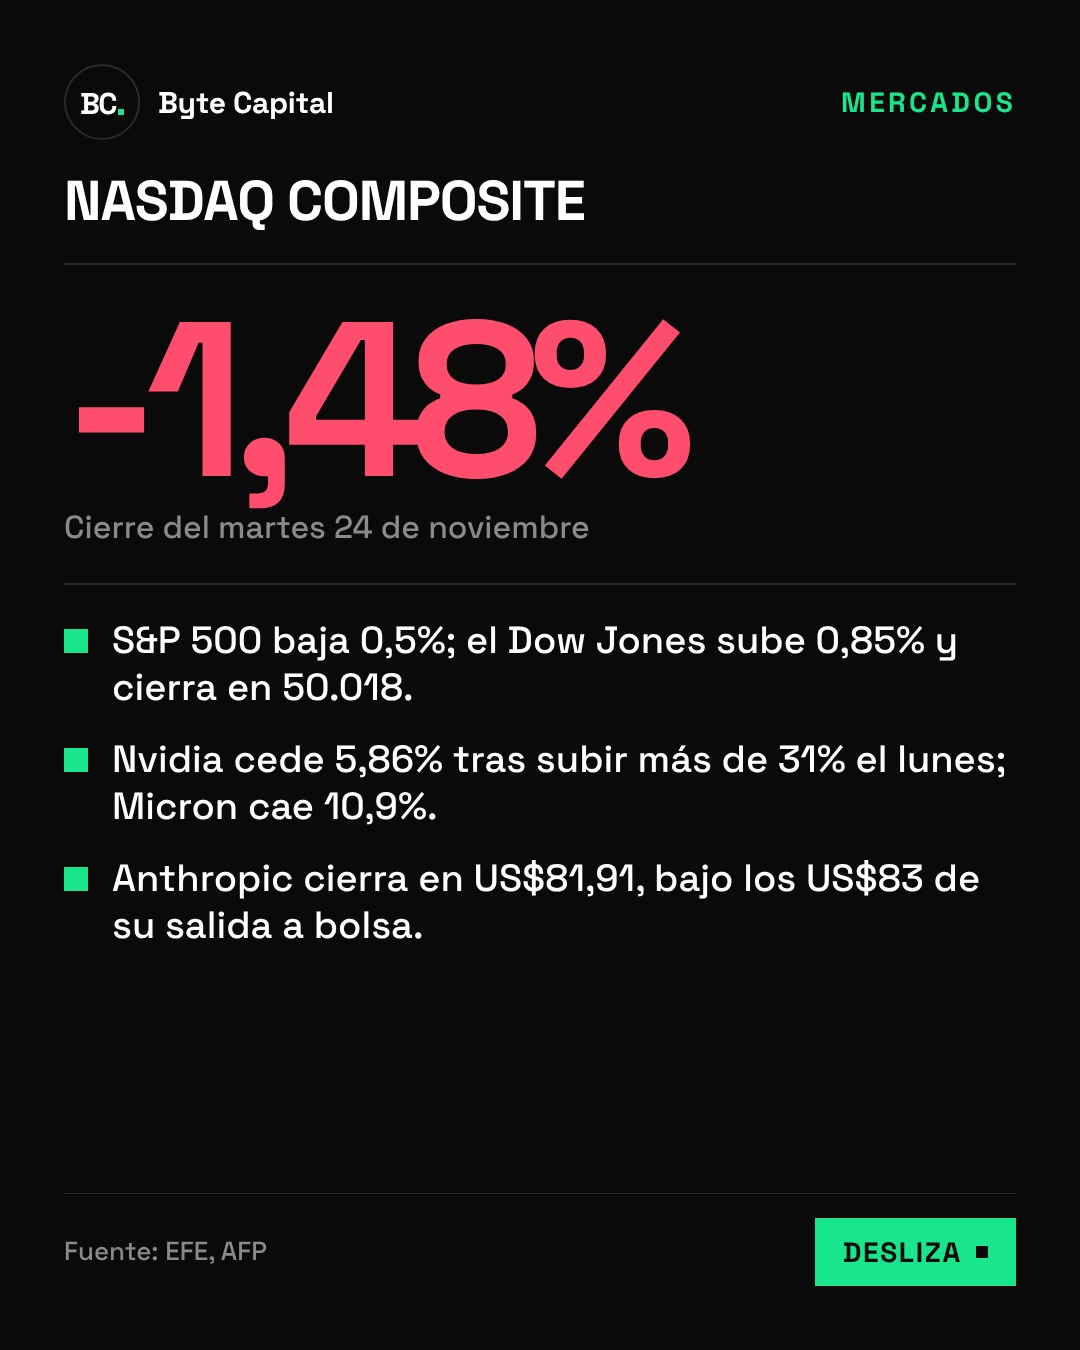 BC.
Byte Capital
MERCADOS
NASDAQ COMPOSITE
-1,48%
Cierre del martes 24 de noviembre
S&P 500 baja 0,5%; el Dow Jones sube 0,85% y
cierra en 50.018.
Nvidia cede 5,86% tras subir más de 31% el lunes;
Micron cae 10,9%.
Anthropic cierra en US$81,91, bajo los US$83 de
su salida a bolsa.
Fuente: EFE, AFP
DESLIZA